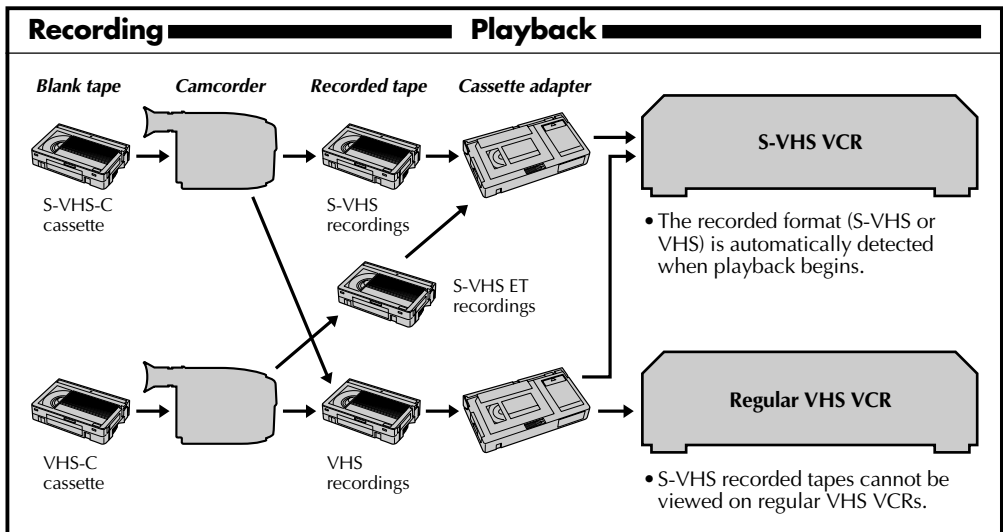 Recording
Playback
Blank tape
Camcorder
Recorded tape
Cassette adapter
S-VHS-C
cassette
S-VHS
recordings
S-VHS VCR
• The recorded format (S-VHS or
VHS) is automatically detected
when playback begins.
S-VHS ET
recordings
VHS-C
cassette
VHS
recordings
Regular VHS VCR
• S-VHS recorded tapes cannot be
viewed on regular VHS VCRs.